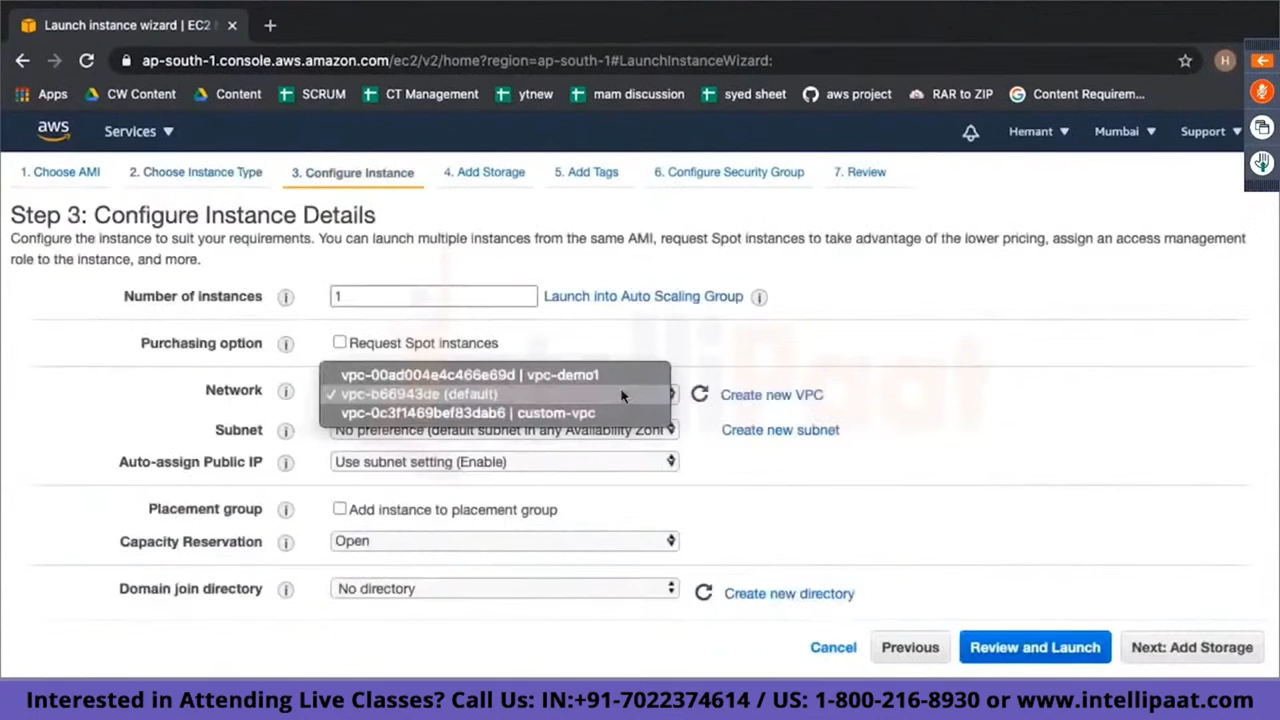 Launch instance wizard | EC2
ap-south-1.console.aws.amazon.com/ec2/v2/home?region=ap-south-1#LaunchInstanceWizard:
H
Apps CW Content Content SCRUM CT Management ytnew mam discussion syed sheet aws project RAR to ZIP Content Requirem...
aws Services Hemant Mumbai Support
1. Choose AMI 2. Choose Instance Type 3. Configure Instance 4. Add Storage 5. Add Tags 6. Configure Security Group 7. Review
Step 3: Configure Instance Details
Configure the instance to suit your requirements. You can launch multiple instances from the same AMI, request Spot instances to take advantage of the lower pricing, assign an access management
role to the instance, and more.
Number of instances 1 Launch into Auto Scaling Group
Purchasing option Request Spot instances
vpc-00ad004e4c466e69d | vpc-demo1
Network ✓ vpc-b66943de (default) Create new VPC
vpc-0c3f1469bef83dab6 | custom-vpc
Subnet No preference (default subnet in any Availability Zon Create new subnet
Auto-assign Public IP Use subnet setting (Enable)
Placement group Add instance to placement group
Capacity Reservation Open
Domain join directory No directory Create new directory
Cancel Previous Review and Launch Next: Add Storage
IntelliPaat
Interested in Attending Live Classes? Call Us: IN:+91-7022374614 / US: 1-800-216-8930 or www.intellipaat.com